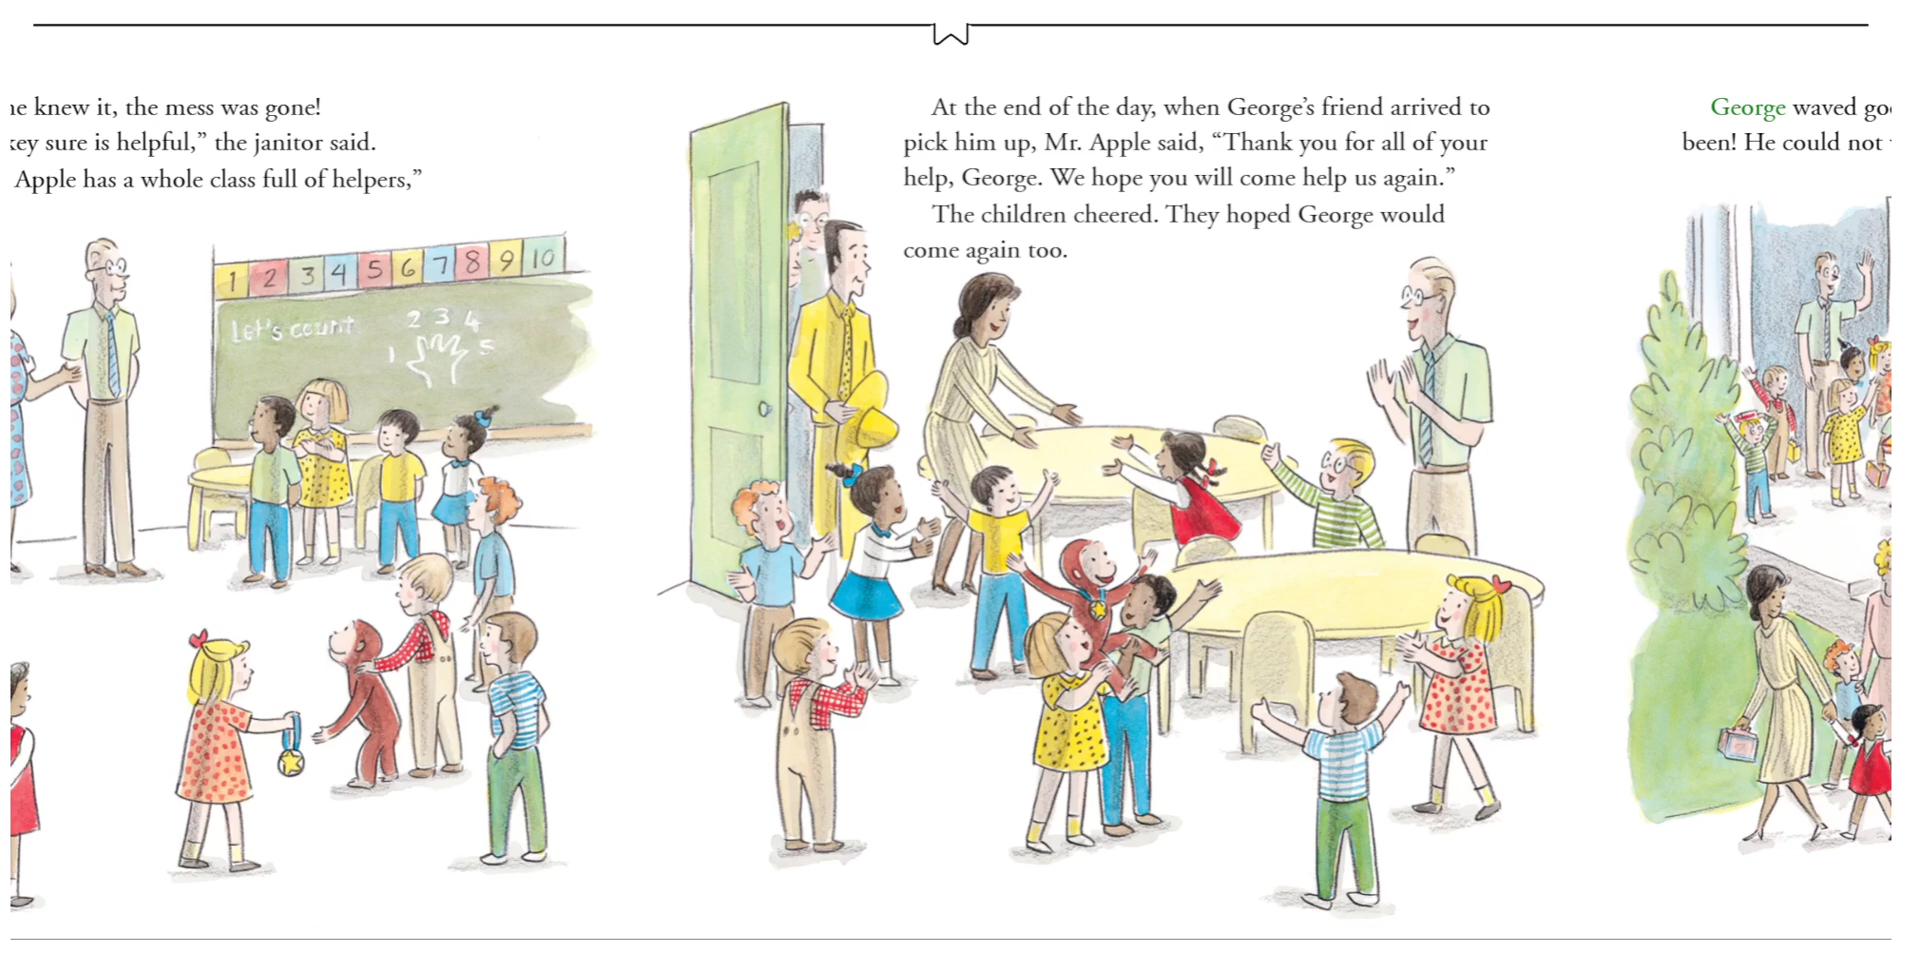 he knew it, the mess was gone!
key sure is helpful,” the janitor said.
Apple has a whole class full of helpers,”
1 2 3 4 5 6 7 8 9 10
let's count
2 3 4
1 5
At the end of the day, when George’s friend arrived to
pick him up, Mr. Apple said, “Thank you for all of your
help, George. We hope you will come help us again.”
The children cheered. They hoped George would
come again too.
George waved
been! He could not